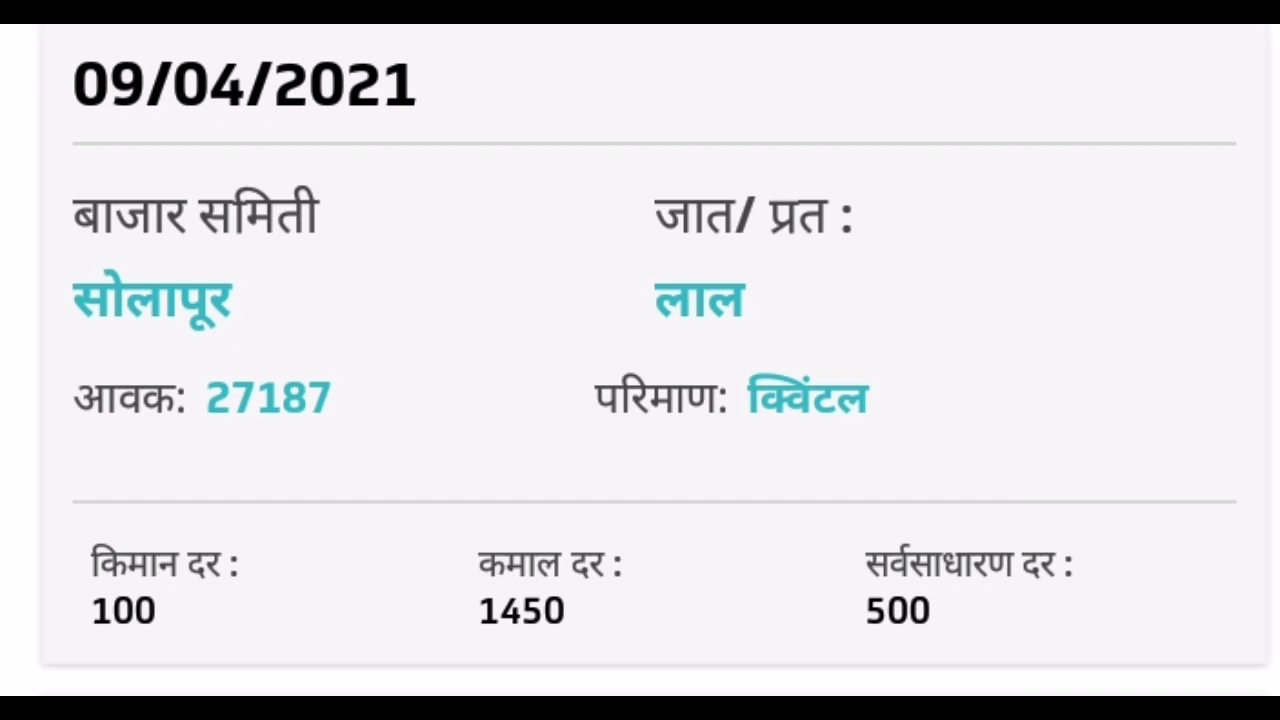 09/04/2021
बाजार समिती जात/ प्रत :
सोलापूर लाल
आवक: 27187 परिमाण: क्विंटल
किमान दर : कमाल दर : सर्वसाधारण दर :
100 1450 500